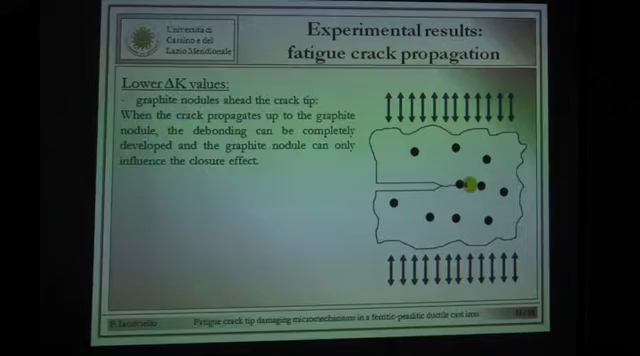 Università di
Cassino e del
Lazio Meridionale
Experimental results:
fatigue crack propagation
Lower ΔK values:
- graphite nodules ahead the crack tip:
When the crack propagates up to the graphite
nodule, the debonding can be completely
developed and the graphite nodule can only
influence the closure effect.
F. Iacoviello
Fatigue crack tip damaging micromechanisms in a ferritic-pearlitic ductile cast iron